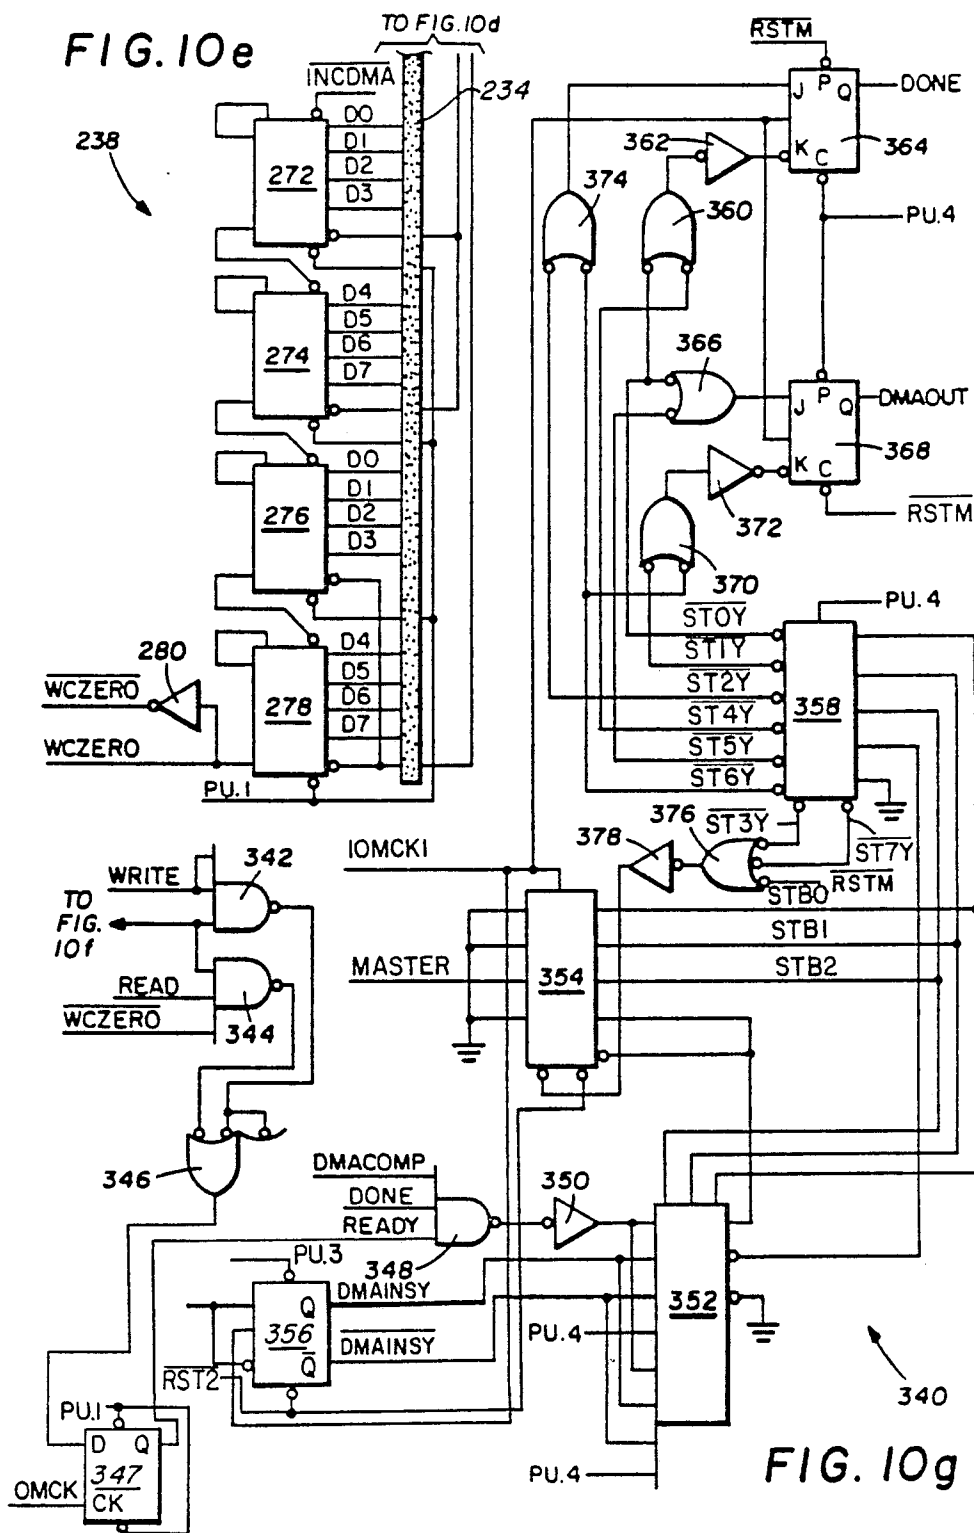 FIG. 10e
TO FIG. 10d
INCDMA
234
238
272
D0
D1
D2
D3
274
D4
D5
D6
D7
276
D0
D1
D2
D3
280
WCZERO
WCZERO
278
D4
D5
D6
D7
PU.1
RSTM
J P Q
DONE
362
K C
364
374
360
PU.4
366
J P Q
DMAOUT
K C
368
372
RSTM
370
PU.4
ST0Y
ST1Y
ST2Y
358
ST4Y
ST5Y
ST6Y
378
376
ST3Y
ST7Y
RSTM
IOMCK1
342
WRITE
TO FIG. 10f
READ
344
WCZERO
MASTER
354
STB0
STB1
STB2
346
DMACOMP
DONE
READY
348
350
PU.3
DMAINSY
Q
356
DMAINSY
Q
RST2
352
PU.4
PU.4
340
PU.1
D Q
347
OMCK
CK
FIG. 10g